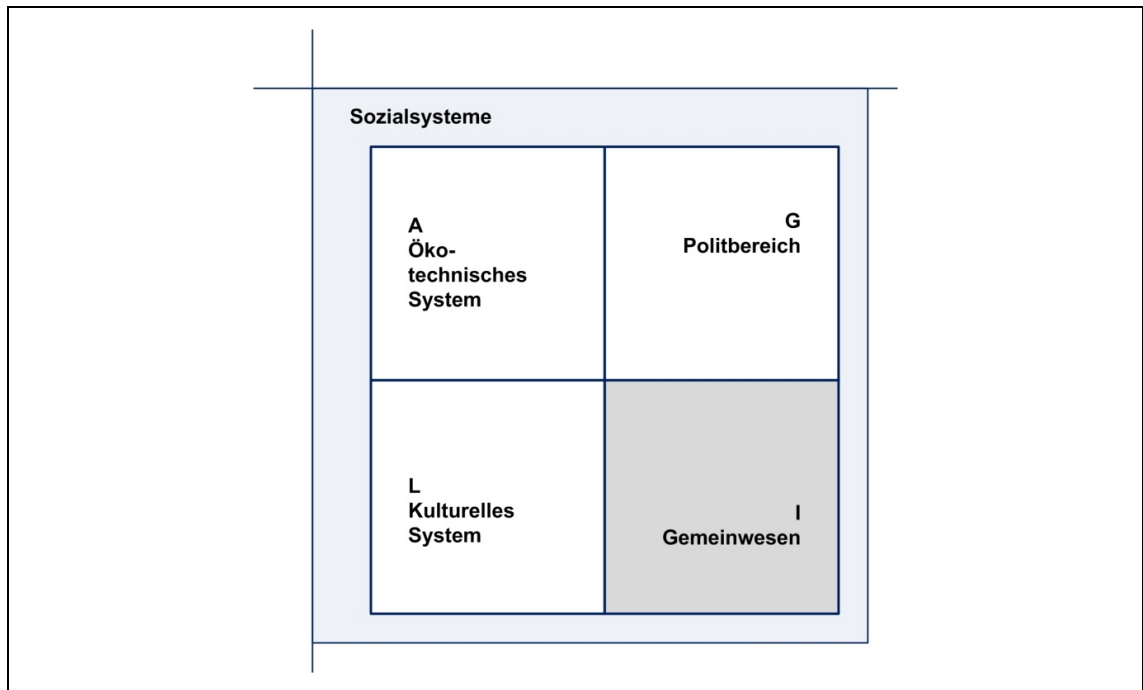 Sozialsysteme
A
Öko-
technisches
System
G
Politbereich
L
Kulturelles
System
I
Gemeinwesen